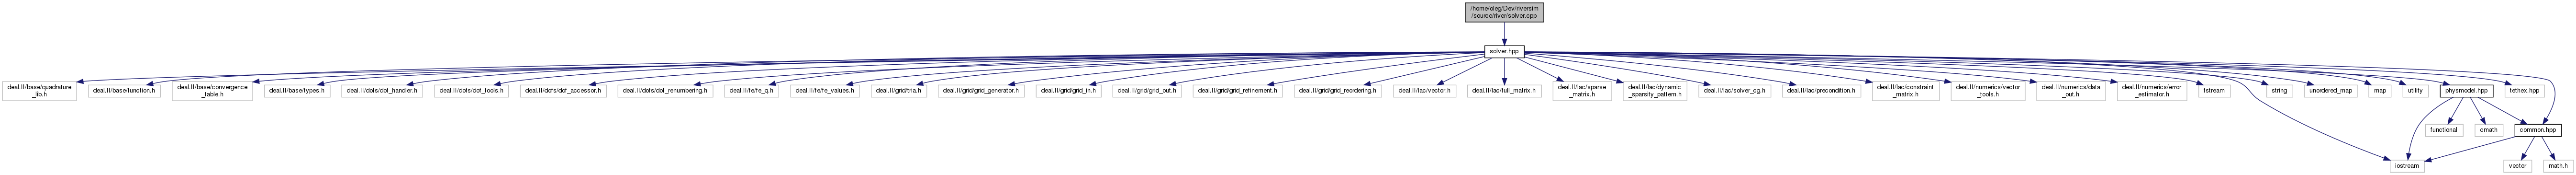 /home/oleg/Dev/riversim
/source/river/solver.cpp
solver.hpp
deal.II/base/quadrature
_lib.h
deal.II/base/function.h
deal.II/base/convergence
_table.h
deal.II/base/types.h
deal.II/dofs/dof_handler.h
deal.II/dofs/dof_tools.h
deal.II/dofs/dof_accessor.h
deal.II/dofs/dof_renumbering.h
deal.II/fe/fe_q.h
deal.II/fe/fe_values.h
deal.II/grid/tria.h
deal.II/grid/grid_generator.h
deal.II/grid/grid_in.h
deal.II/grid/grid_out.h
deal.II/grid/grid_refinement.h
deal.II/grid/grid_reordering.h
deal.II/lac/vector.h
deal.II/lac/full_matrix.h
deal.II/lac/sparse
_matrix.h
deal.II/lac/dynamic
_sparsity_pattern.h
deal.II/lac/solver_cg.h
deal.II/lac/precondition.h
deal.II/lac/constraint
_matrix.h
deal.II/numerics/vector
_tools.h
deal.II/numerics/data
_out.h
deal.II/numerics/error
_estimator.h
fstream
string
unordered_map
map
utility
physmodel.hpp
tethex.hpp
functional
cmath
common.hpp
iostream
vector
math.h